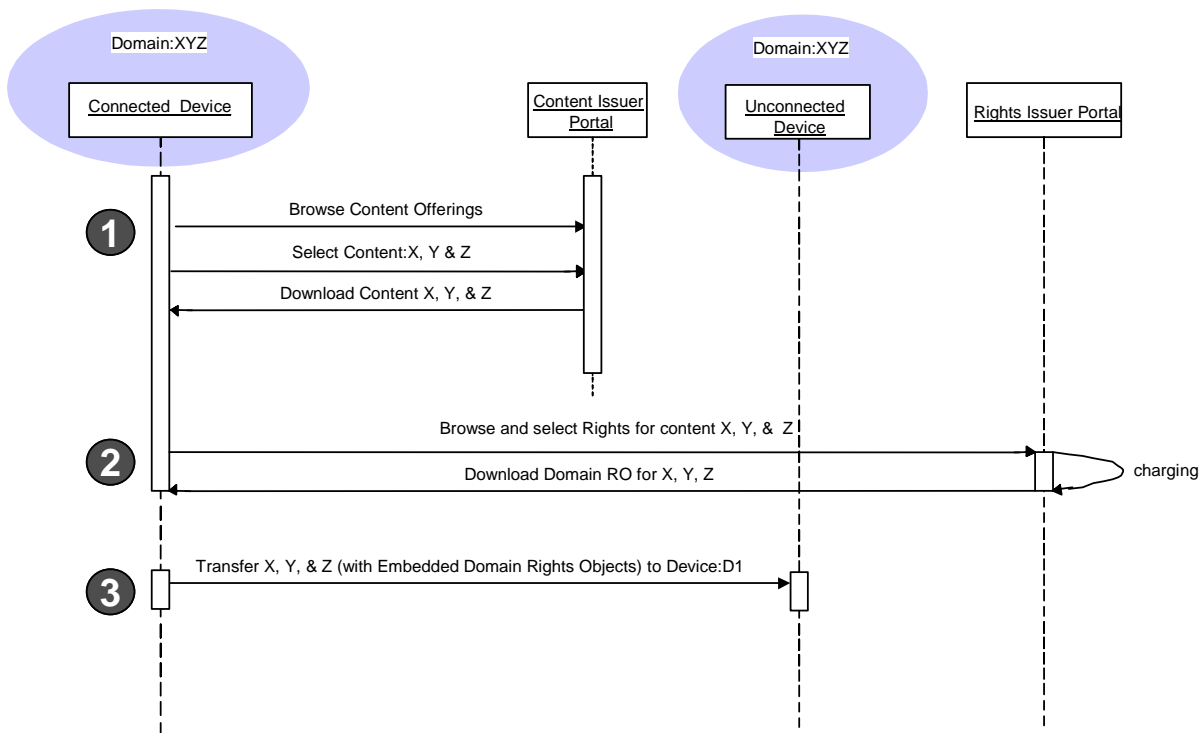 Domain:XYZ
Domain:XYZ
Connected Device
Content Issuer
Portal
Unconnected
Device
Rights Issuer Portal
1
Browse Content Offerings
Select Content:X, Y & Z
Download Content X, Y, & Z
2
Browse and select Rights for content X, Y, & Z
Download Domain RO for X, Y, Z
charging
3
Transfer X, Y, & Z (with Embedded Domain Rights Objects) to Device:D1